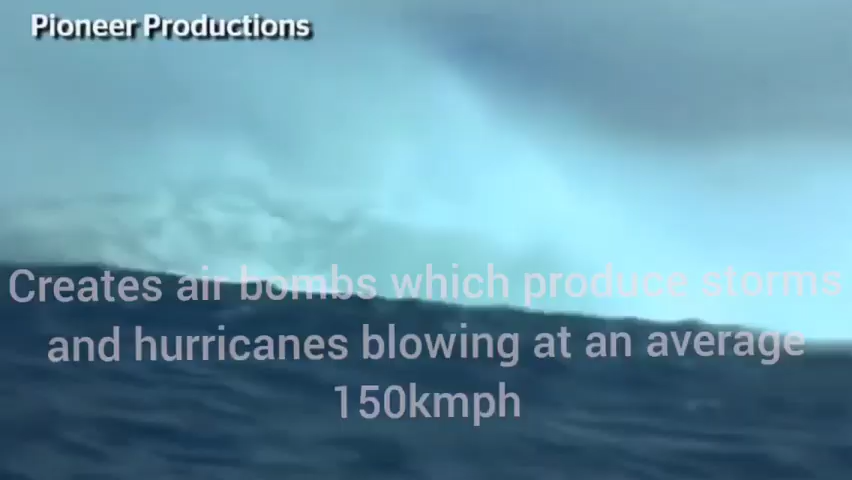 Pioneer Productions
Creates air bombs which produce storms
and hurricanes blowing at an average
150kmph